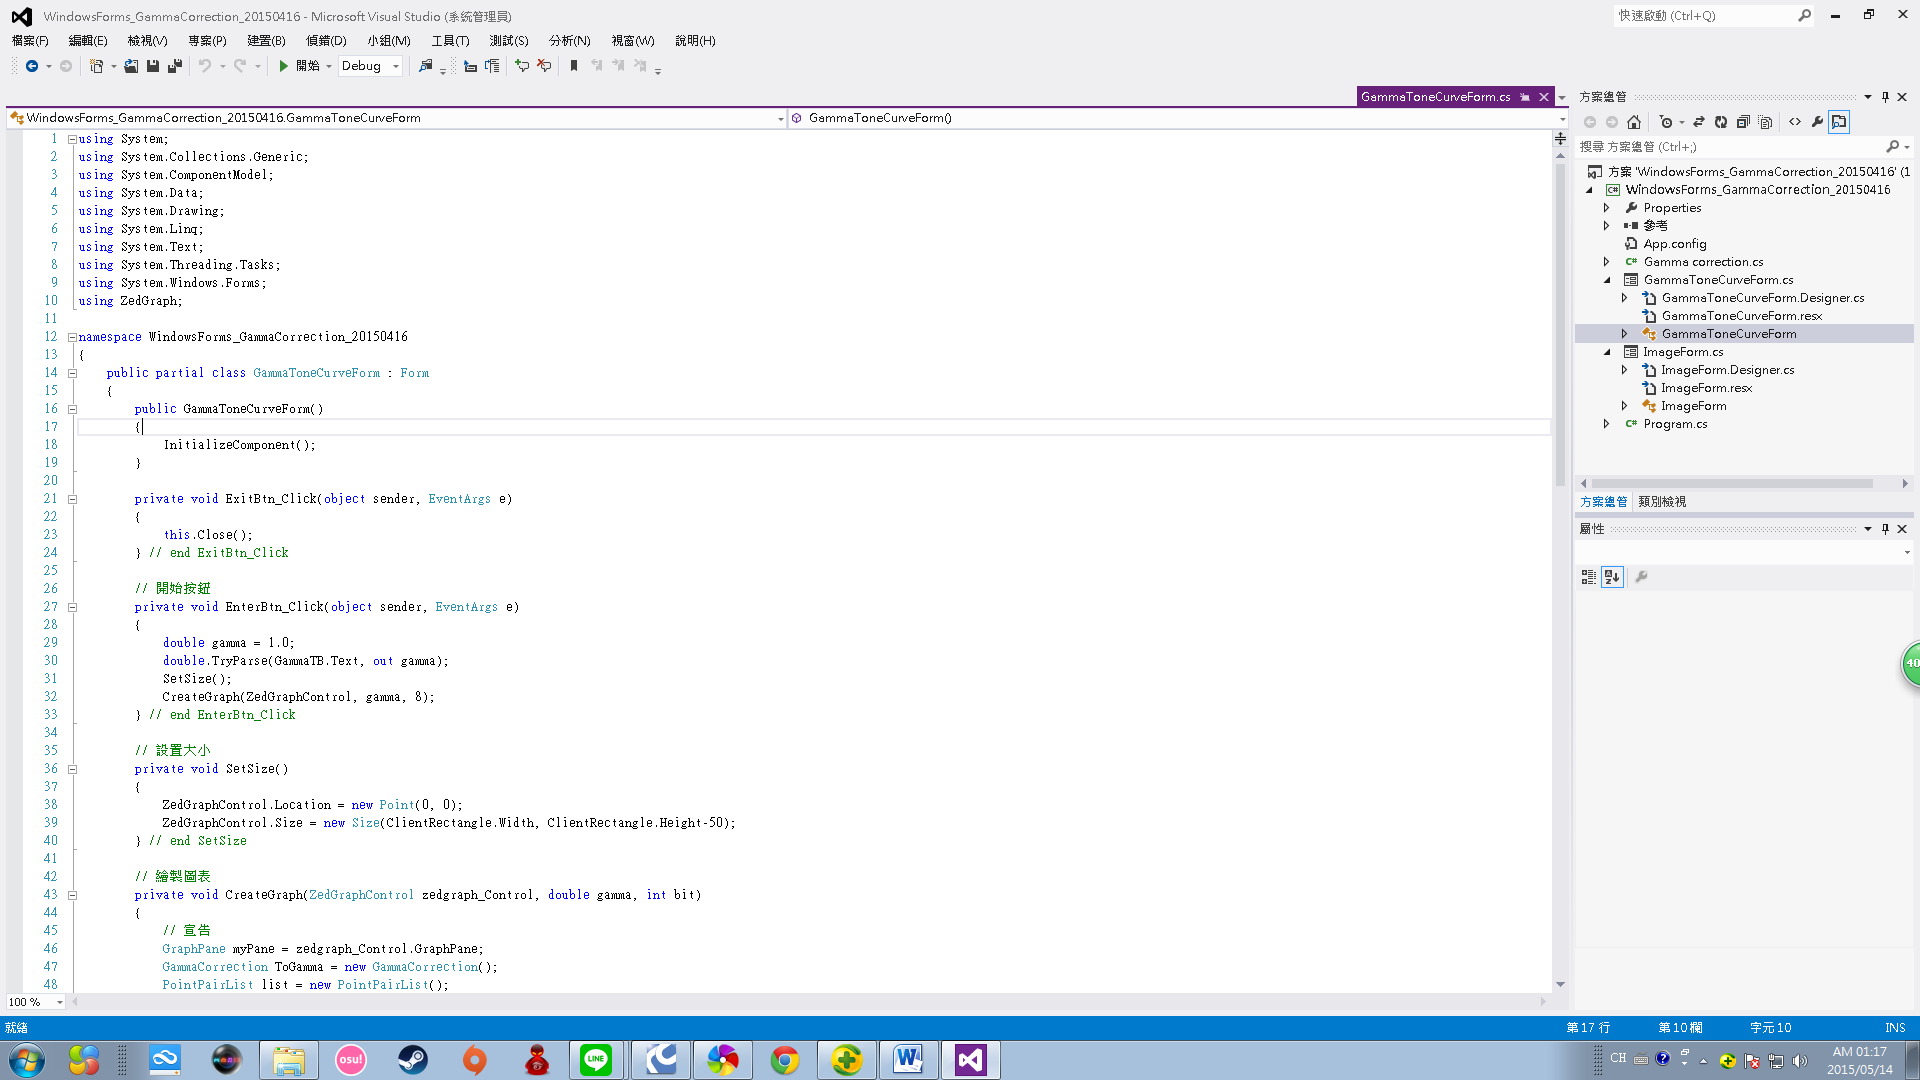 WindowsForms_GammaCorrection_20150416 - Microsoft Visual Studio (系統管理員)
快速啟動 (Ctrl+Q)
檔案(F) 編輯(E) 檢視(V) 專案(P) 建置(B) 偵錯(D) 小組(M) 工具(T) 測試(S) 分析(N) 視窗(W) 說明(H)
開始 Debug
GammaToneCurveForm.cs
WindowsForms_GammaCorrection_20150416.GammaToneCurveForm
GammaToneCurveForm()
1 using System;
2 using System.Collections.Generic;
3 using System.ComponentModel;
4 using System.Data;
5 using System.Drawing;
6 using System.Linq;
7 using System.Text;
8 using System.Threading.Tasks;
9 using System.Windows.Forms;
10 using ZedGraph;
11
12 namespace WindowsForms_GammaCorrection_20150416
13 {
14 public partial class GammaToneCurveForm : Form
15 {
16 public GammaToneCurveForm()
17 {
18 InitializeComponent();
19 }
20
21 private void ExitBtn_Click(object sender, EventArgs e)
22 {
23 this.Close();
24 } // end ExitBtn_Click
25
26 // 開始按鈕
27 private void EnterBtn_Click(object sender, EventArgs e)
28 {
29 double gamma = 1.0;
30 double.TryParse(GammaTB.Text, out gamma);
31 SetSize();
32 CreateGraph(ZedGraphControl, gamma, 8);
33 } // end EnterBtn_Click
34
35 // 設置大小
36 private void SetSize()
37 {
38 ZedGraphControl.Location = new Point(0, 0);
39 ZedGraphControl.Size = new Size(ClientRectangle.Width, ClientRectangle.Height-50);
40 } // end SetSize
41
42 // 繪製圖表
43 private void CreateGraph(ZedGraphControl zedgraph_Control, double gamma, int bit)
44 {
45 // 宣告
46 GraphPane myPane = zedgraph_Control.GraphPane;
47 GammaCorrection ToGamma = new GammaCorrection();
48 PointPairList list = new PointPairList();
100 %
方案總管
搜尋 方案總管 (Ctrl+;)
方案 'WindowsForms_GammaCorrection_20150416' (1
WindowsForms_GammaCorrection_20150416
Properties
參考
App.config
Gamma correction.cs
GammaToneCurveForm.cs
GammaToneCurveForm.Designer.cs
GammaToneCurveForm.resx
GammaToneCurveForm
ImageForm.cs
ImageForm.Designer.cs
ImageForm.resx
ImageForm
Program.cs
方案總管 類別檢視
屬性
40
就緒 第 17 行 第 10 欄 字元 10 INS
osu!
LINE
CH
AM 01:17
2015/05/14